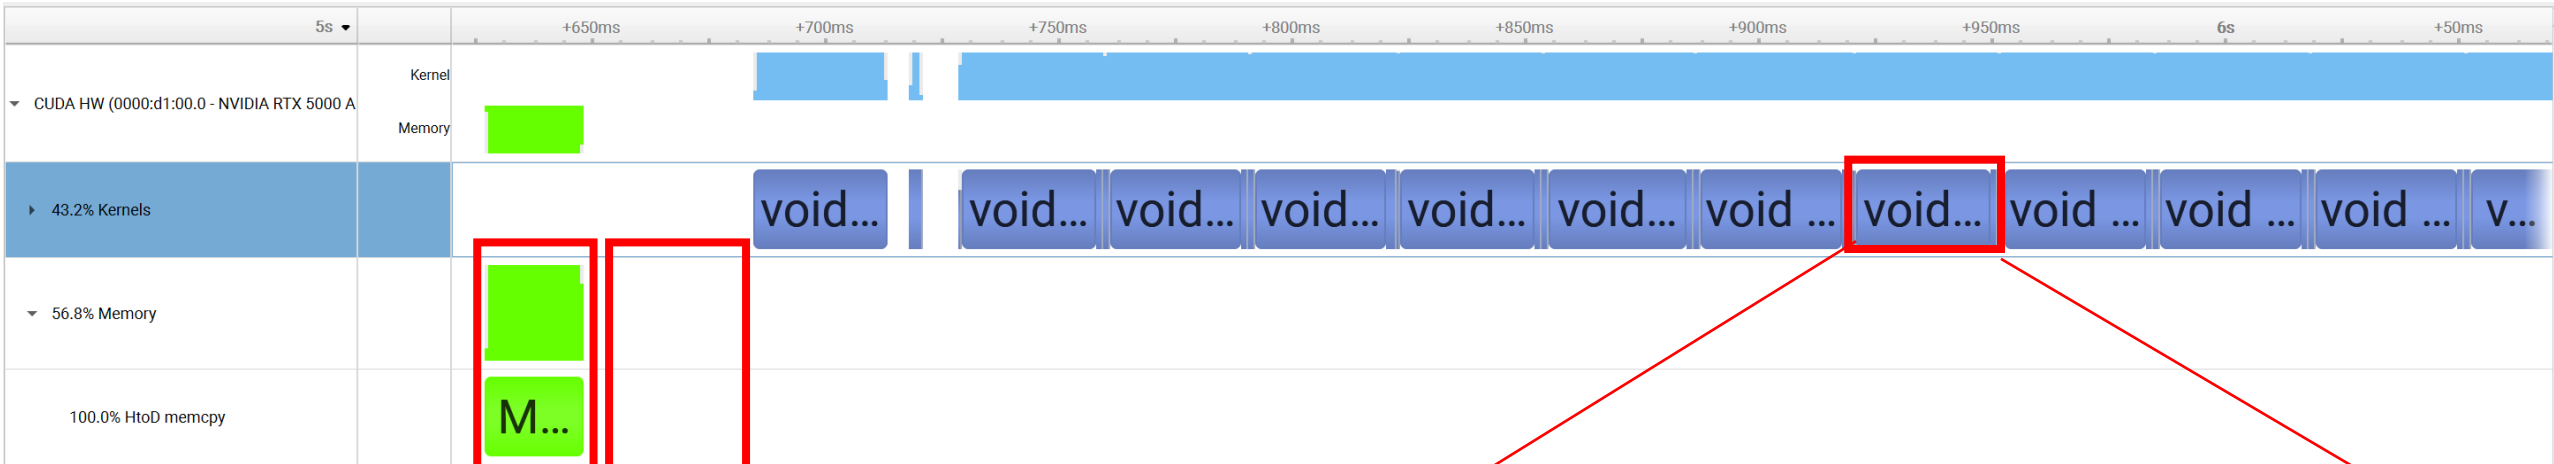 5s +650ms +700ms +750ms +800ms +850ms +900ms +950ms 6s +50ms
Kernel
CUDA HW (0000:d1:00.0 - NVIDIA RTX 5000 A
Memory
43.2% Kernels void... void... void... void... void... void... void ... void... void ... void ... void ... v...
56.8% Memory
100.0% HtoD memcpy M...